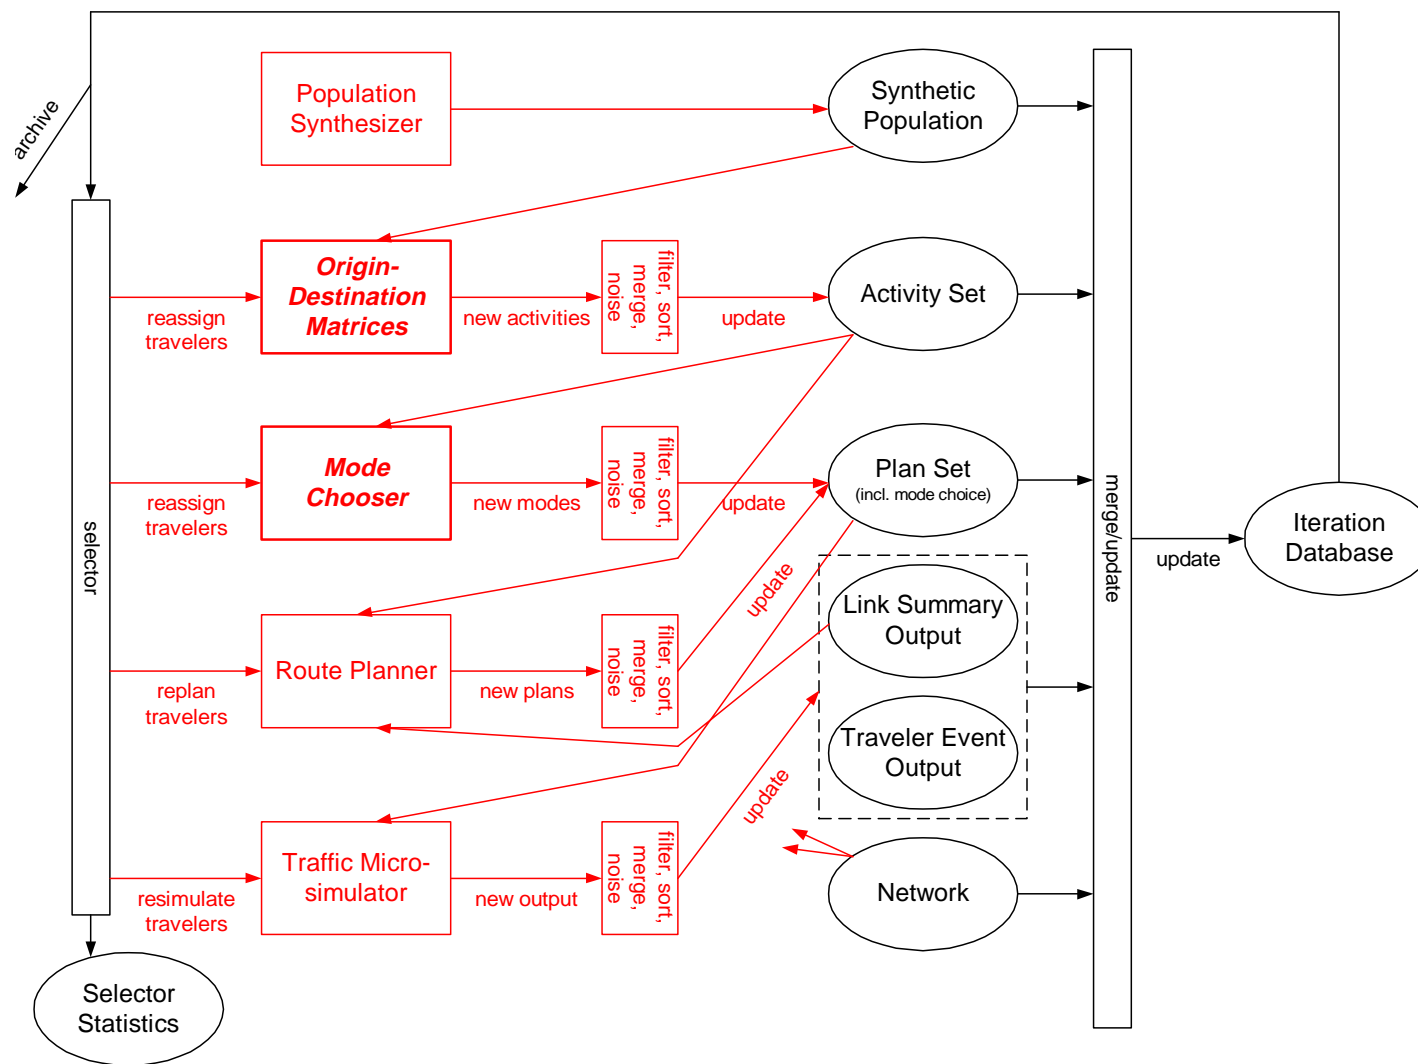 archive
Population
Synthesizer
Synthetic
Population
Origin-
Destination
Matrices
filter, sort,
merge,
noise
Activity Set
reassign
travelers
new activities
update
Mode
Chooser
filter, sort,
merge,
noise
Plan Set
(incl. mode choice)
reassign
travelers
new modes
update
selector
merge/update
Iteration
Database
update
Link Summary
Output
update
Route Planner
filter, sort,
merge,
noise
replan
travelers
new plans
Traveler Event
Output
update
Traffic Micro-
simulator
filter, sort,
merge,
noise
Network
resimulate
travelers
new output
Selector
Statistics